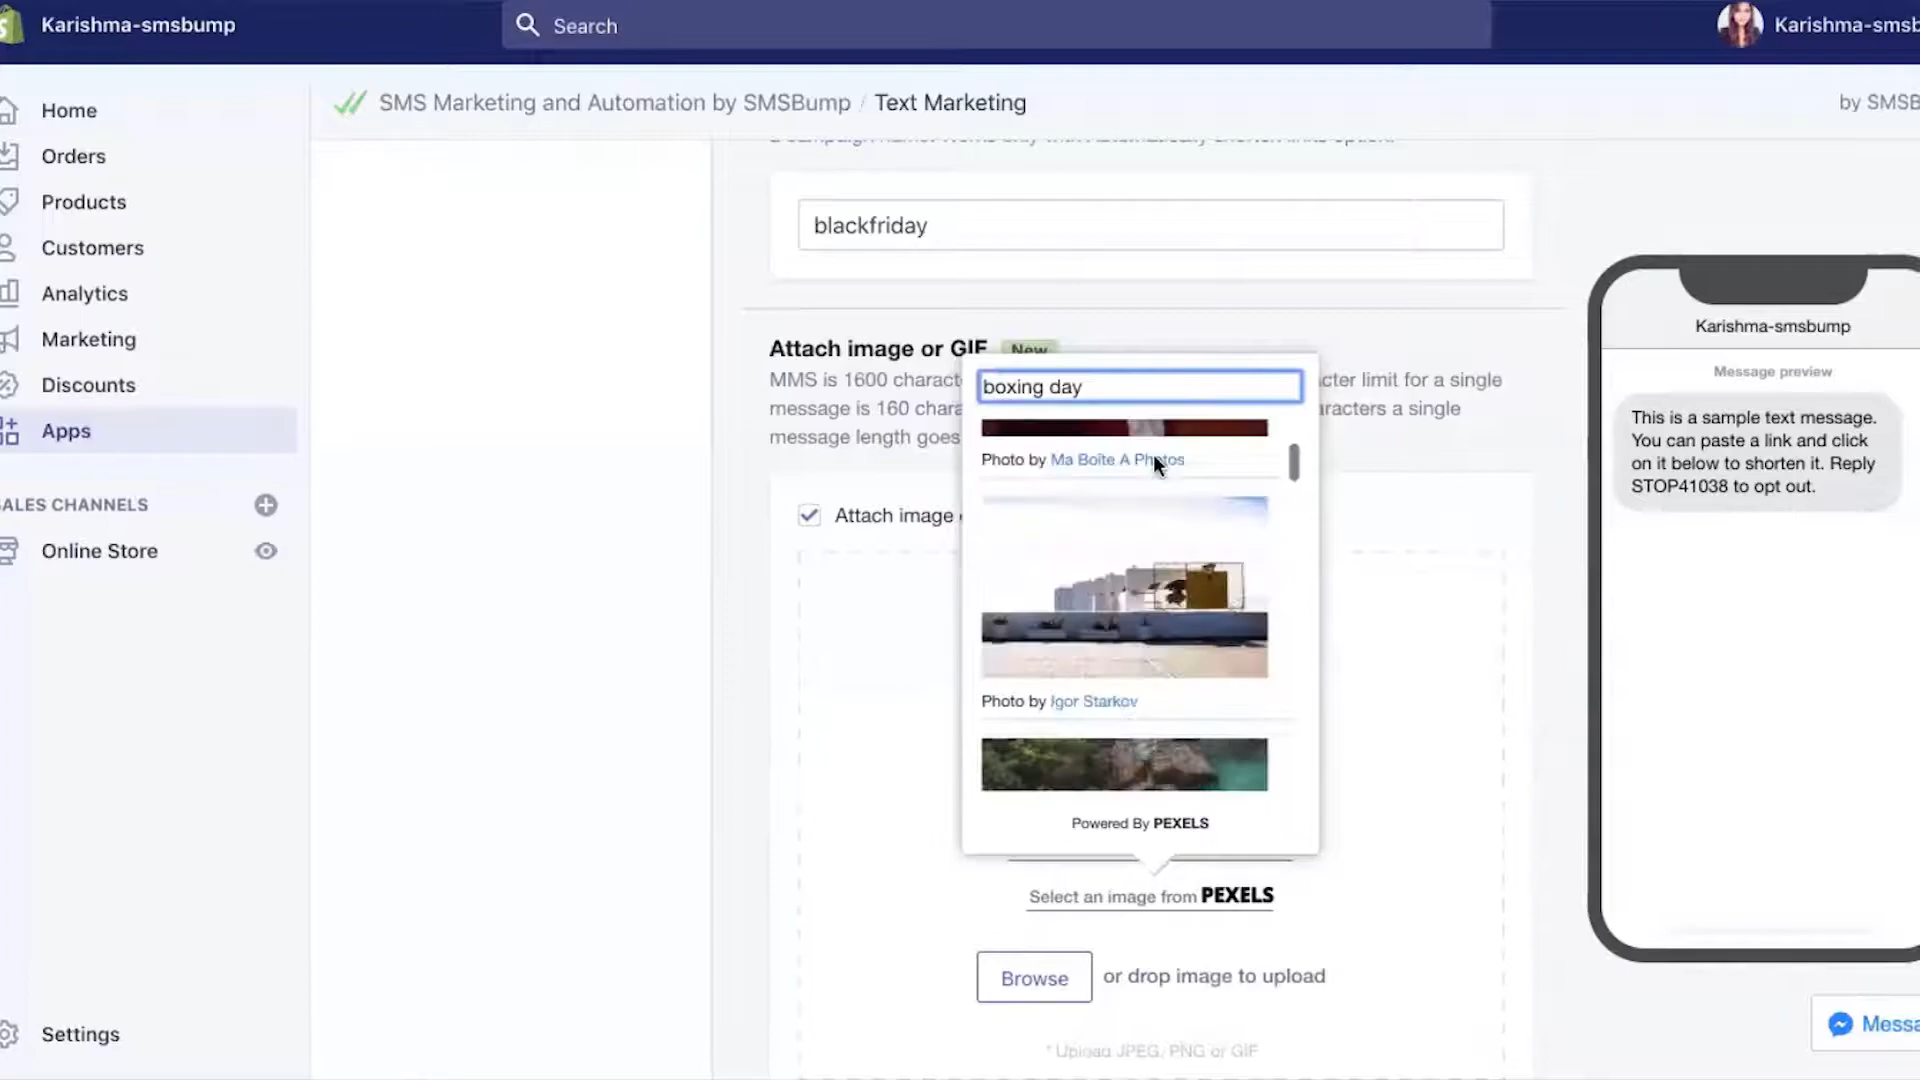 Karishma-smsbump
Search
Karishma-smsb
Home
Orders
Products
Customers
Analytics
Marketing
Discounts
Apps
SALES CHANNELS
Online Store
Settings
SMS Marketing and Automation by SMSBump / Text Marketing
by SMSB
blackfriday
Attach image or GIF New
MMS is 1600 charact
cter limit for a single
message is 160 chara
aracters a single
message length goes
boxing day
Photo by Ma Boîte A Photos
Attach image
Photo by Igor Starkov
Powered By PEXELS
Select an image from PEXELS
Browse or drop image to upload
* Upload JPEG, PNG or GIF
Karishma-smsbump
Message preview
This is a sample text message.
You can paste a link and click
on it below to shorten it. Reply
STOP41038 to opt out.
Messa